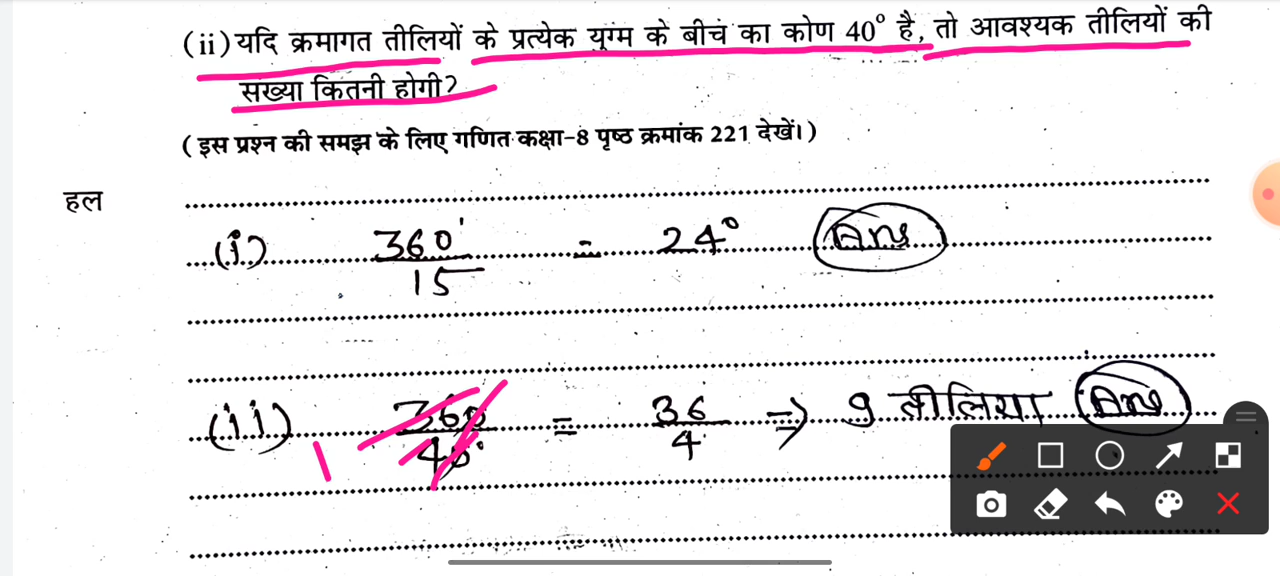 (ii) यदि क्रमागत तीलियों के प्रत्येक युग्म के बीच का कोण 40° है, तो आवश्यक तीलियों की
संख्या कितनी होगी?
(इस प्रश्न की समझ के लिए गणित कक्षा-8 पृष्ठ क्रमांक 221 देखें।)
हल
(i) 360°/15 = 24° Ans
(ii) 360/40° = 36/4 ⇒ 9 तीलिया Ans